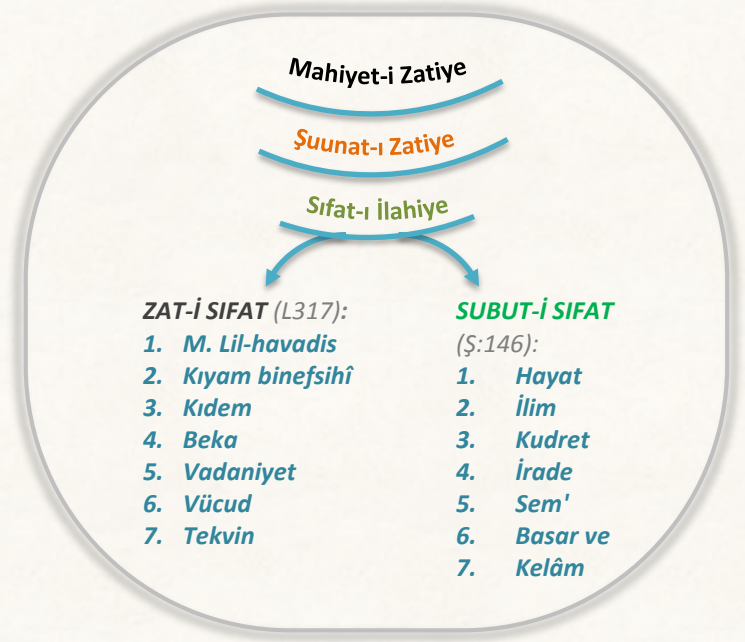 Mahiyet-i Zatiye
Şuunat-ı Zatiye
Sıfat-ı İlahiye
ZAT-İ SIFAT (L317):
1. M. Lil-havadis
2. Kıyam binefsihî
3. Kıdem
4. Beka
5. Vadaniyet
6. Vücud
7. Tekvin
SUBUT-İ SIFAT
(Ş:146):
1. Hayat
2. İlim
3. Kudret
4. İrade
5. Sem'
6. Basar ve
7. Kelâm